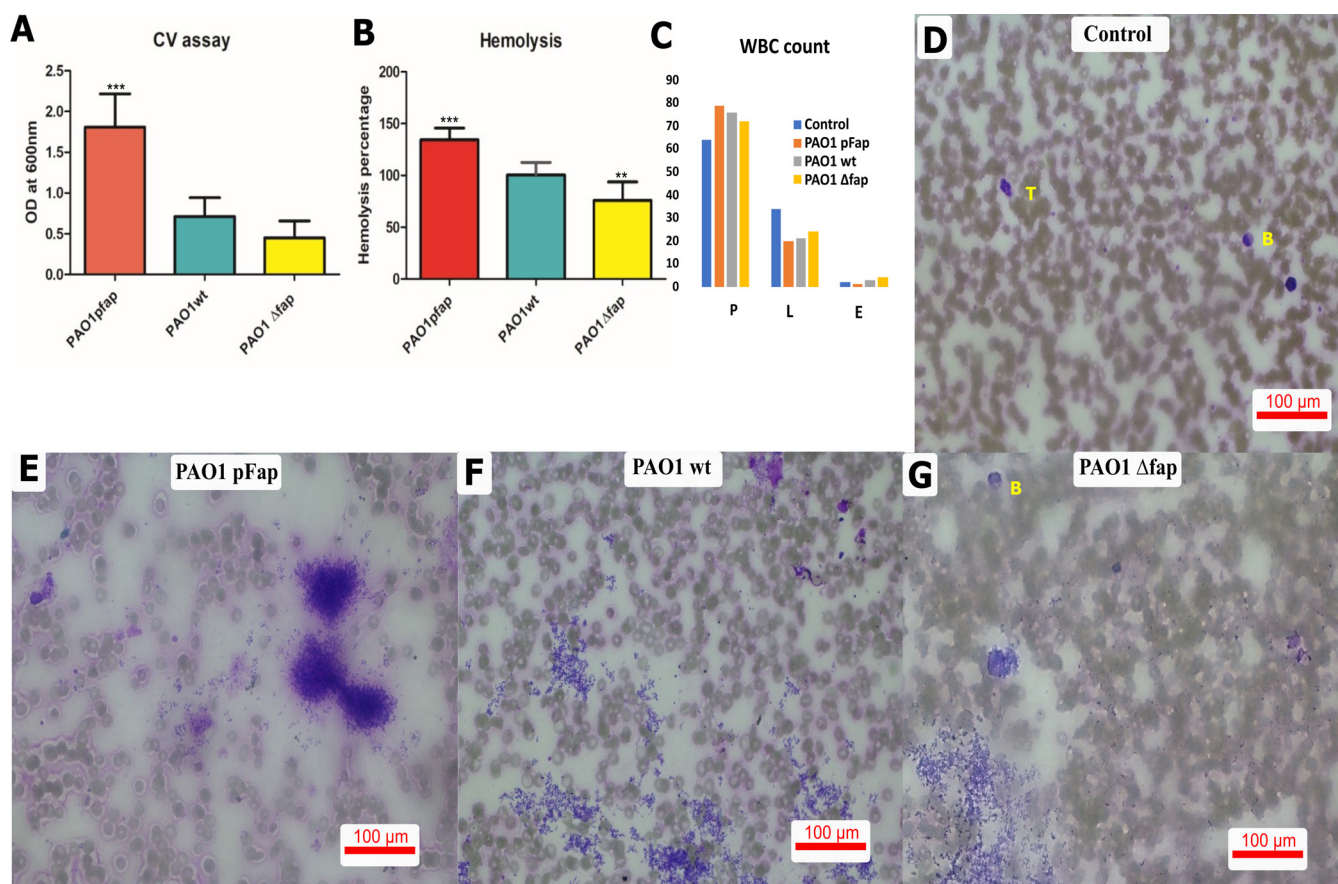 A
CV assay
OD at 600nm
2.5
2.0
1.5
1.0
0.5
0.0
***
PAO1pfap
PAO1wt
PAO1 Δfap
B
Hemolysis
Hemolysis percentage
200
150
100
50
0
***
**
PAO1pfap
PAO1wt
PAO1Δfap
C
WBC count
90
80
70
60
50
40
30
20
10
0
Control
PAO1 pFap
PAO1 wt
PAO1 Δfap
P L E
D
Control
T
B
100 µm
E
PAO1 pFap
100 µm
F
PAO1 wt
100 µm
G
PAO1 Δfap
B
100 µm